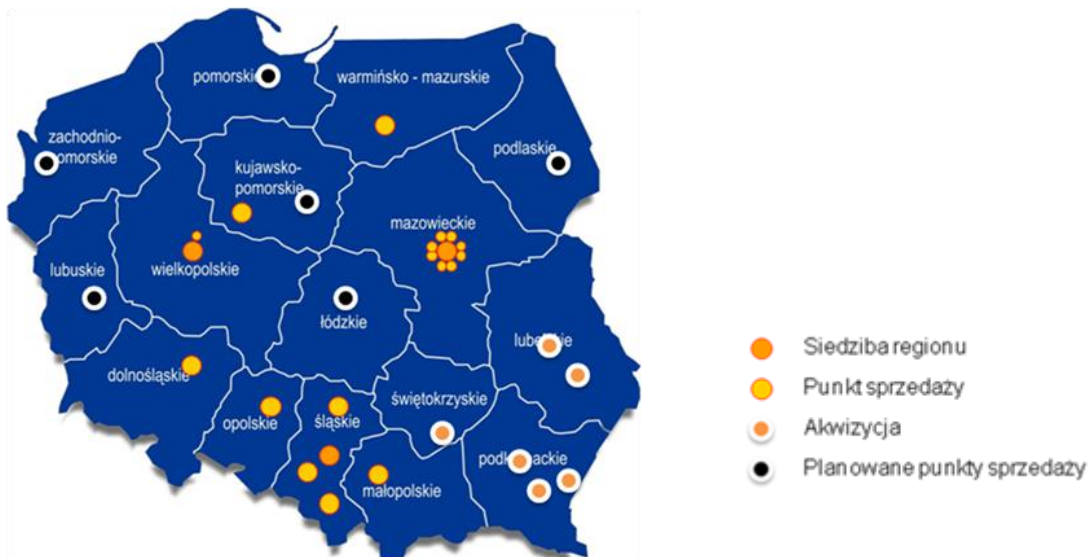 pomorskie
warmińsko - mazurskie
zachodnio-
pomorskie
podlaskie
kujawsko-
pomorskie
mazowieckie
wielkopolskie
lubuskie
łódzkie
lubelskie
dolnośląskie
opolskie
śląskie
świętokrzyskie
małopolskie
podkarpackie
Siedziba regionu
Punkt sprzedaży
Akwizycja
Planowane punkty sprzedaży